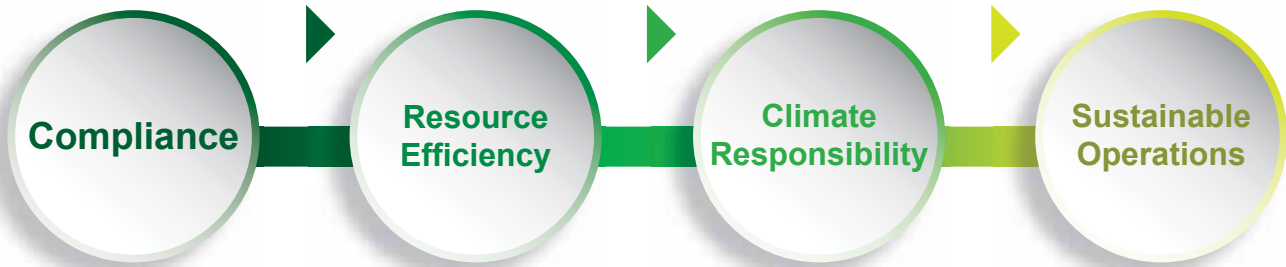 Compliance
Resource
Efficiency
Climate
Responsibility
Sustainable
Operations